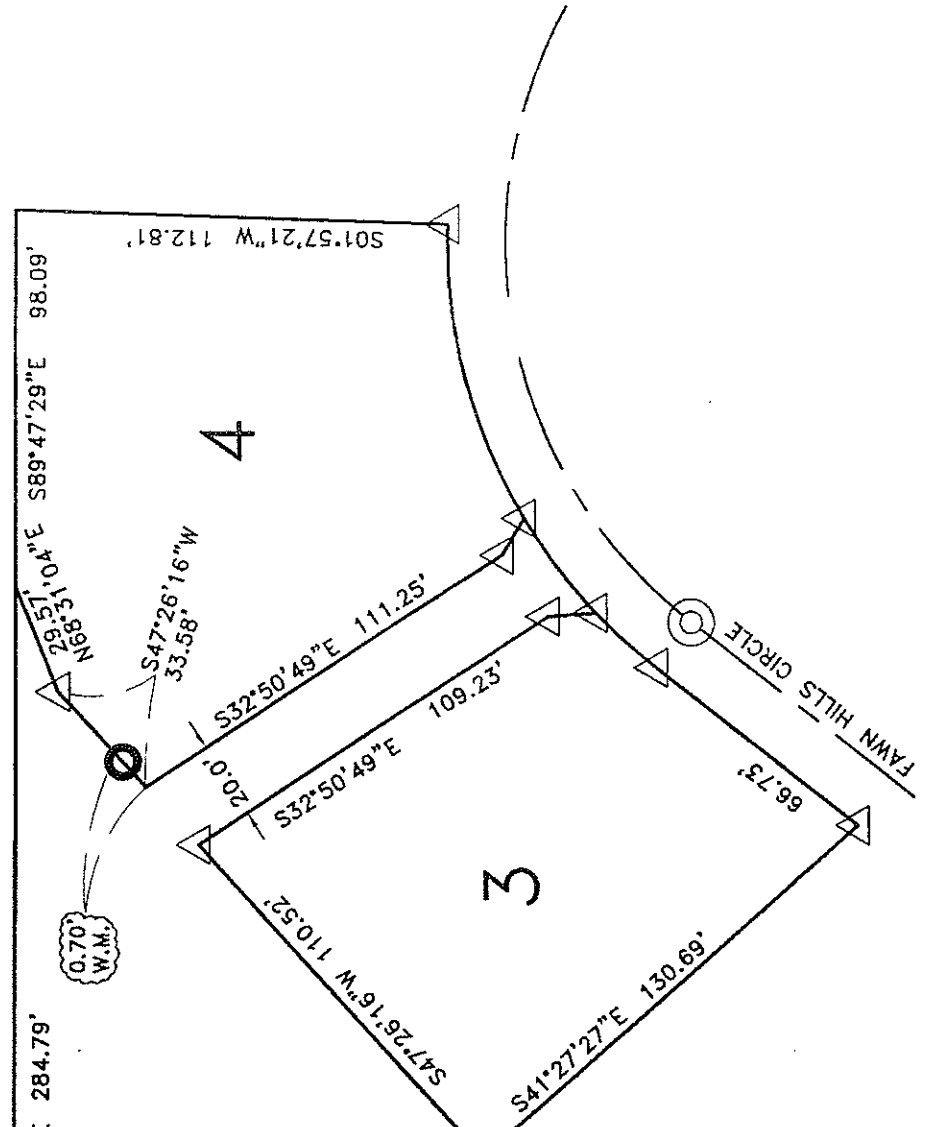 S89°47'29"E 98.09'
S01°57'21"W 112.81'
4
29.57'
N68°31'04"E
S47°26'16"W
33.58'
S32°50'49"E 111.25'
20.0'
S32°50'49"E 109.23'
0.70'
W.M.
284.79'
3
S47°26'16"W 110.52'
S41°27'27"E 130.69'
66.73'
FAWN HILLS CIRCLE